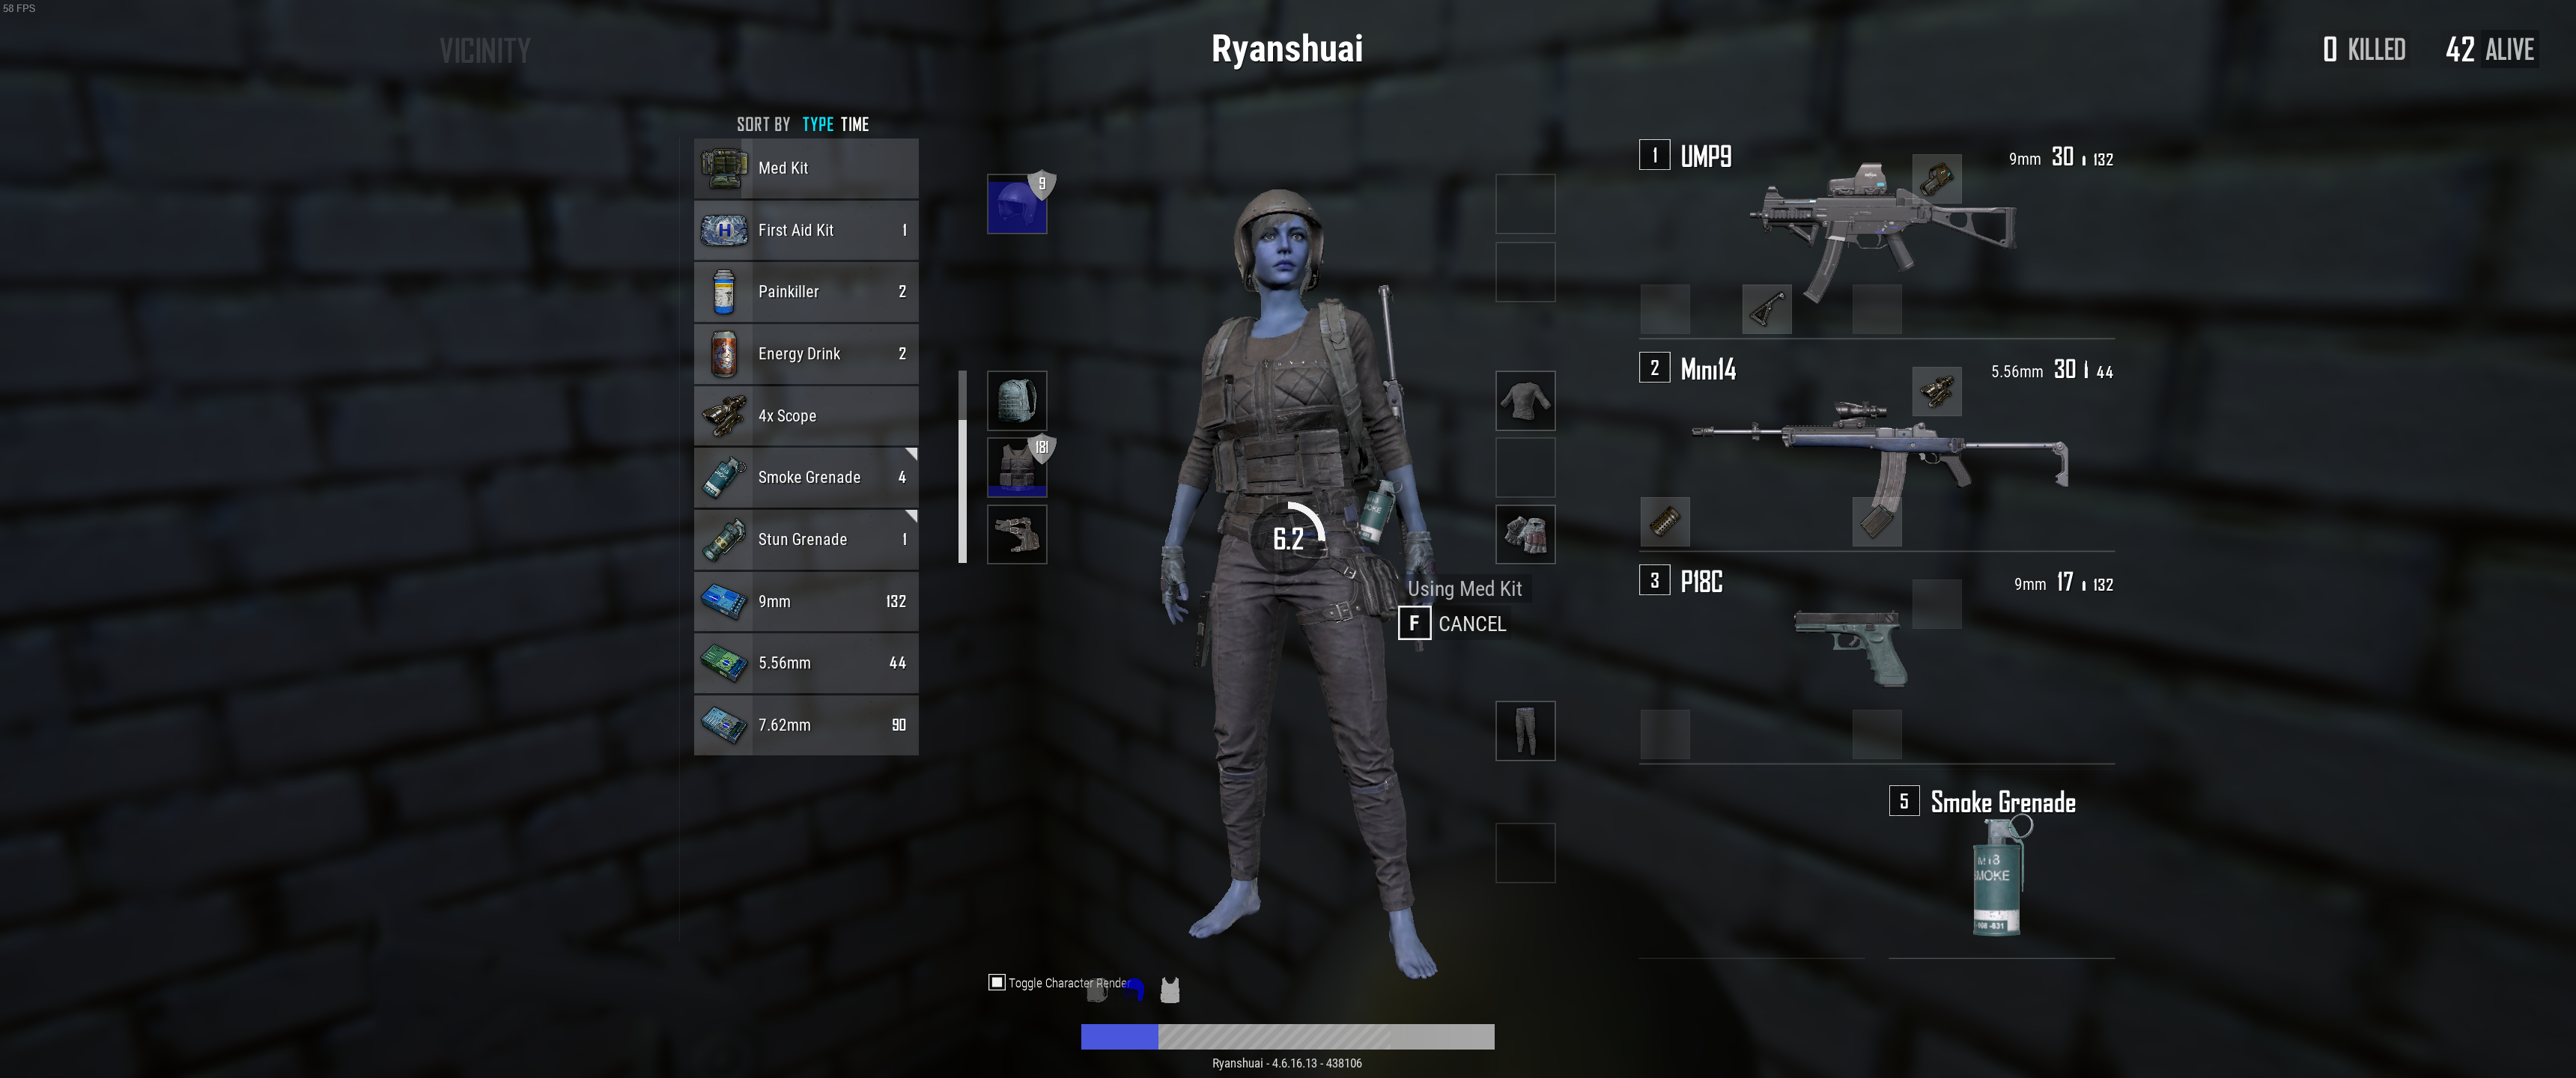 58 FPS
VICINITY
Ryanshuai
0 KILLED 42 ALIVE
SORT BY TYPE TIME
Med Kit
First Aid Kit 1
Painkiller 2
Energy Drink 2
4x Scope
Smoke Grenade 4
Stun Grenade 1
9mm 132
5.56mm 44
7.62mm 90
9
181
6.2
Using Med Kit
F CANCEL
1 UMP9 9mm 30 132
2 Mini14 5.56mm 30 44
3 P18C 9mm 17 132
5 Smoke Grenade
M18
SMOKE
Toggle Character Render
Ryanshuai - 4.6.16.13 - 438106